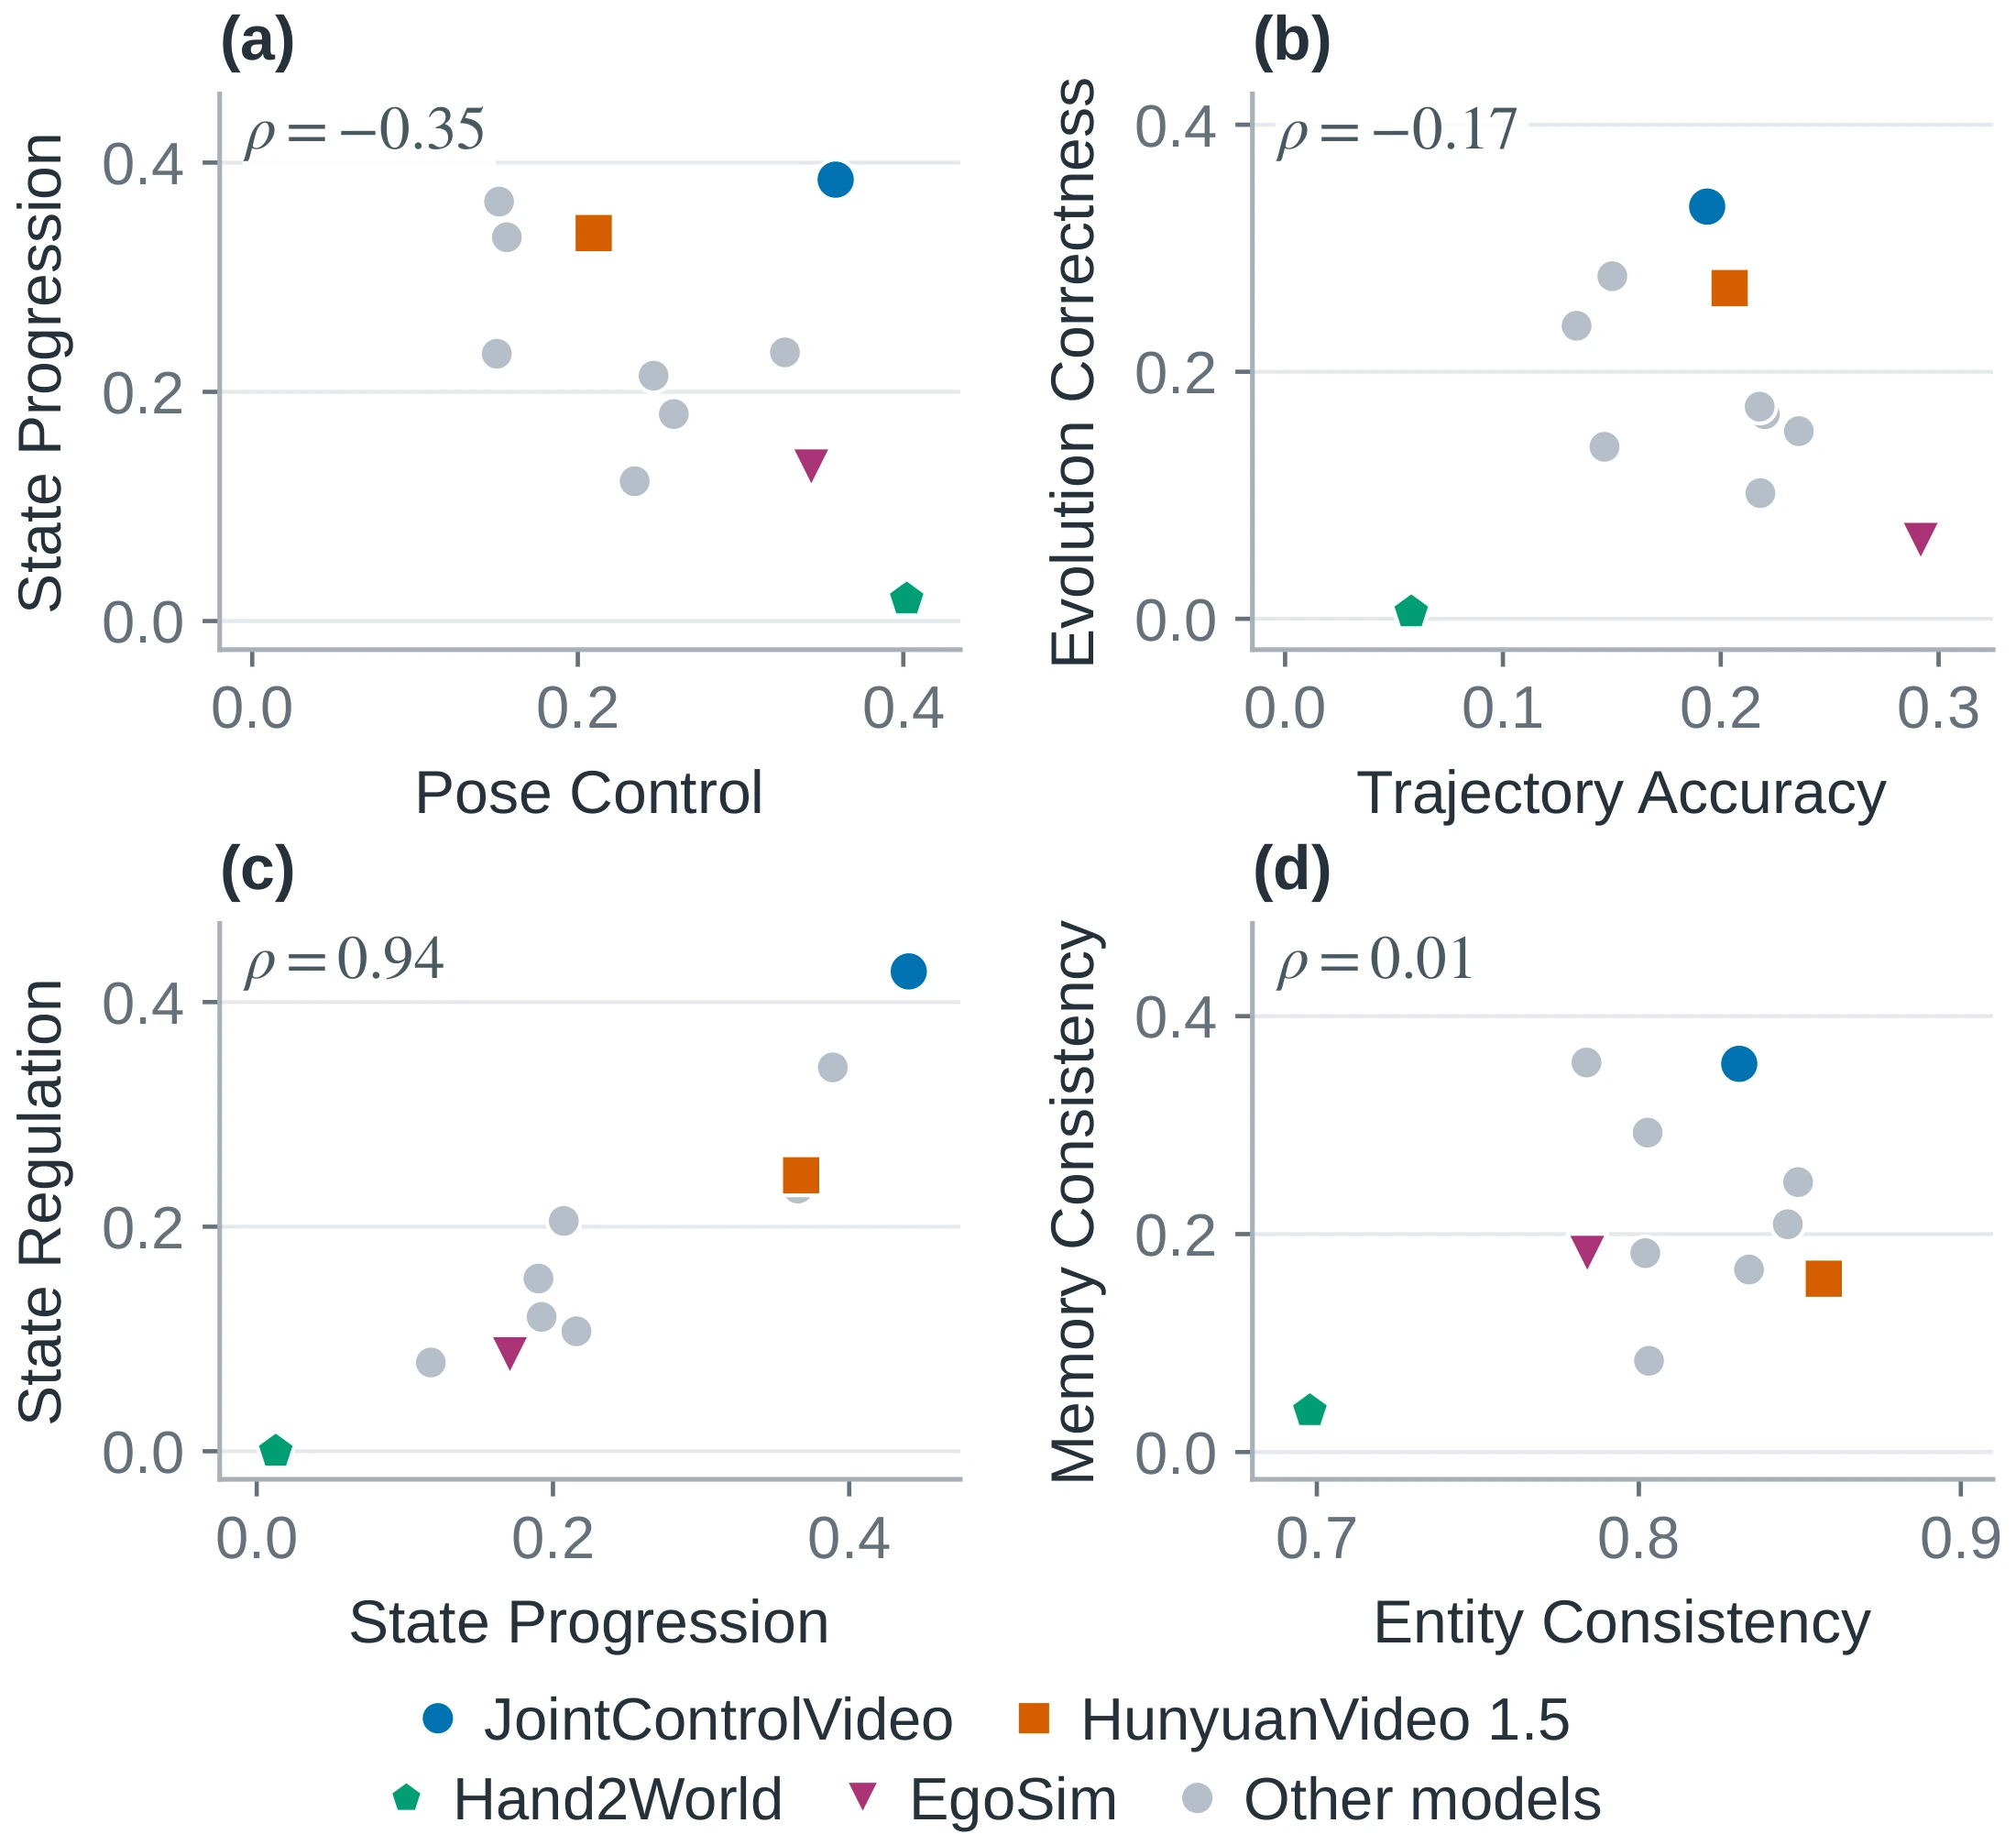 (a)
ρ = −0.35
State Progression
0.4
0.2
0.0
0.0 0.2 0.4
Pose Control
(b)
ρ = −0.17
Evolution Correctness
0.4
0.2
0.0
0.0 0.1 0.2 0.3
Trajectory Accuracy
(c)
ρ = 0.94
State Regulation
0.4
0.2
0.0
0.0 0.2 0.4
State Progression
(d)
ρ = 0.01
Memory Consistency
0.4
0.2
0.0
0.7 0.8 0.9
Entity Consistency
JointControlVideo HunyuanVideo 1.5
Hand2World EgoSim Other models